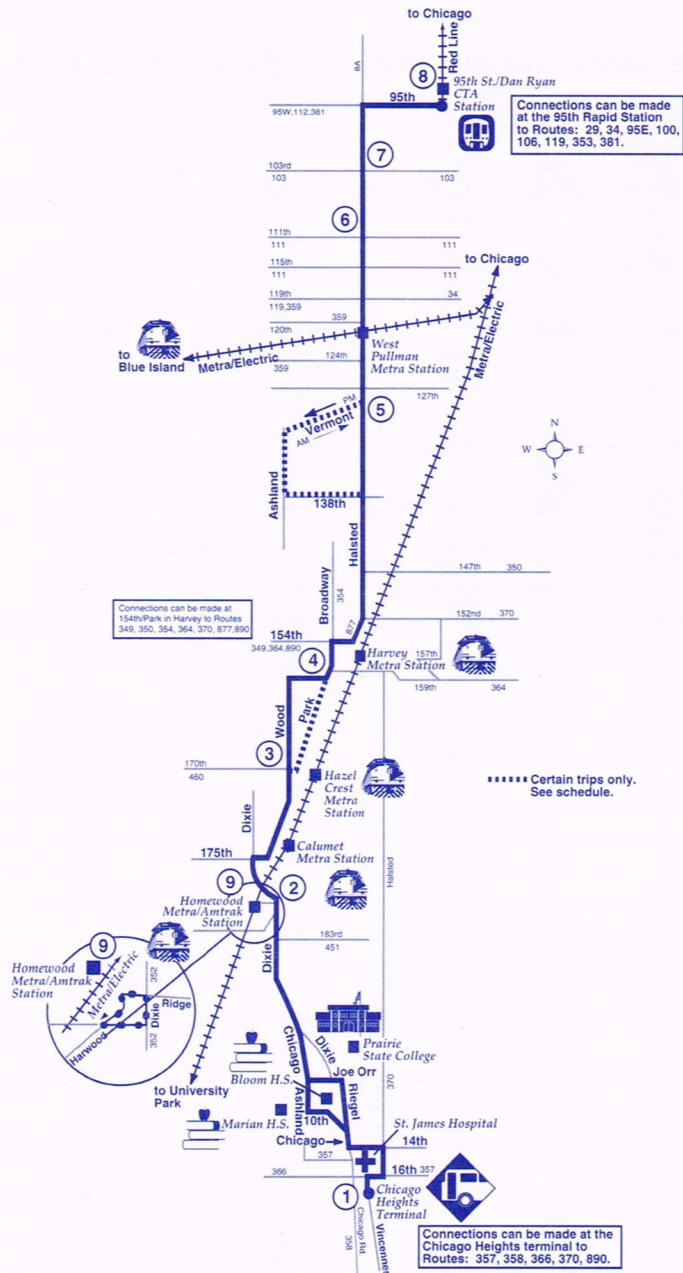 to Chicago
Red Line
8A
8
95th St./Dan Ryan
CTA
Station
95th
95W,112,381
Connections can be made
at the 95th Rapid Station
to Routes: 29, 34, 95E, 100,
106, 119, 353, 381.
7
103rd
103
103
6
111th
111
111
115th
111
111
to Chicago
119th
119,359
34
359
120th
to
Blue Island
Metra/Electric
West
Pullman
Metra Station
Metra/Electric
124th
359
127th
PM
Vermont
AM
5
N
W
E
S
Ashland
138th
Halsted
147th
350
Broadway
354
Connections can be made at
154th/Park in Harvey to Routes
349, 350, 354, 364, 370, 877,890
877
152nd
370
154th
349,364,890
4
Harvey
Metra Station
157th
159th
364
Wood
Park
3
170th
460
Hazel
Crest
Metra
Station
Certain trips only.
See schedule.
Dixie
175th
Calumet
Metra Station
Halsted
9
2
Homewood
Metra/Amtrak
Station
183rd
451
Dixie
9
Homewood
Metra/Amtrak
Station
Metra/Electric
352
Ridge
Dixie
352
Harwood
Chicago
Dixie
Prairie
State College
Joe Orr
370
to University
Park
Bloom H.S.
Riegel
Ashland
Marian H.S.
10th
St. James Hospital
Chicago
14th
357
366
16th
357
1
Chicago
Heights
Terminal
Chicago Rd.
358
Vincennes
Connections can be made at the
Chicago Heights terminal to
Routes: 357, 358, 366, 370, 890.